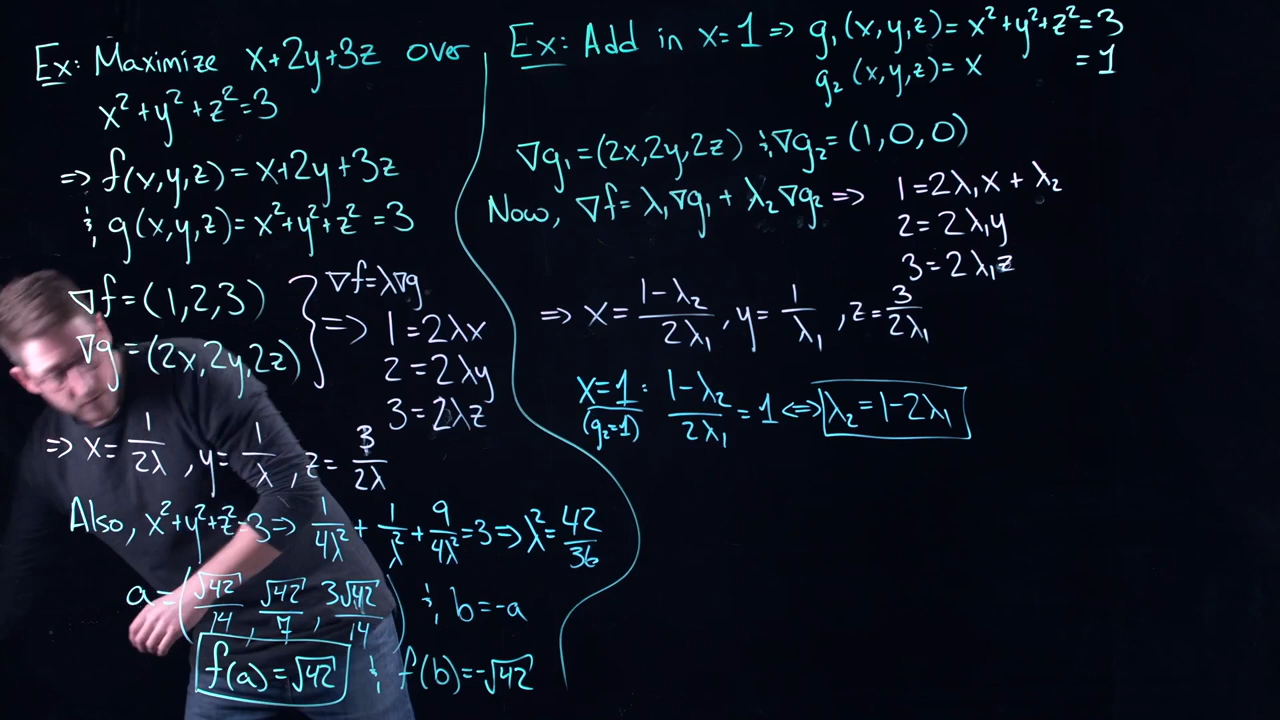 Ex: Maximize x+2y+3z over
x²+y²+z²=3
⇒ f(x,y,z)=x+2y+3z
& g(x,y,z)=x²+y²+z²=3
∇f=(1,2,3)
∇g=(2x,2y,2z)
∇f=λ∇g
⇒ 1=2λx
2=2λy
3=2λz
⇒ x=1/2λ, y=1/λ, z=3/2λ
Also, x²+y²+z²=3 ⇒ 1/4λ²+1/λ²+9/4λ²=3 ⇒ λ²=42/36
a=(√42/14, √42/7, 3√42/14) & b=-a
f(a)=√42 & f(b)=-√42
Ex: Add in x=1 ⇒ g₁(x,y,z)=x²+y²+z²=3
g₂(x,y,z)=x =1
∇g₁=(2x,2y,2z) & ∇g₂=(1,0,0)
Now, ∇f=λ₁∇g₁+λ₂∇g₂ ⇒ 1=2λ₁x+λ₂
2=2λ₁y
3=2λ₁z
⇒ x=(1-λ₂)/2λ₁, y=1/λ₁, z=3/2λ₁
x=1: (1-λ₂)/2λ₁=1 ⇔ λ₂=1-2λ₁
(g₂=1)